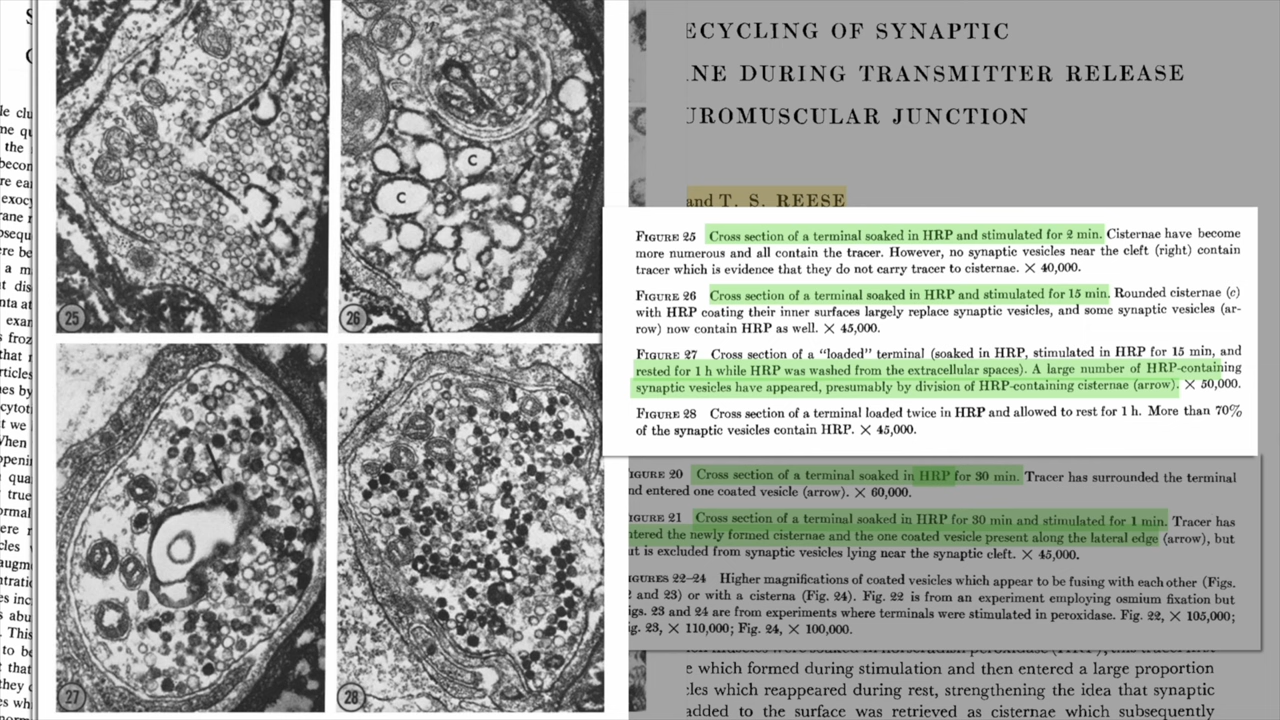 ECYCLING OF SYNAPTIC
NE DURING TRANSMITTER RELEASE
UROMUSCULAR JUNCTION
and T. S. REESE
C
C
25
26
27
28
FIGURE 25 Cross section of a terminal soaked in HRP and stimulated for 2 min. Cisternae have become
more numerous and all contain the tracer. However, no synaptic vesicles near the cleft (right) contain
tracer which is evidence that they do not carry tracer to cisternae. × 40,000.
FIGURE 26 Cross section of a terminal soaked in HRP and stimulated for 15 min. Rounded cisternae (c)
with HRP coating their inner surfaces largely replace synaptic vesicles, and some synaptic vesicles (ar-
row) now contain HRP as well. × 45,000.
FIGURE 27 Cross section of a “loaded” terminal (soaked in HRP, stimulated in HRP for 15 min, and
rested for 1 h while HRP was washed from the extracellular spaces). A large number of HRP-containing
synaptic vesicles have appeared, presumably by division of HRP-containing cisternae (arrow). × 50,000.
FIGURE 28 Cross section of a terminal loaded twice in HRP and allowed to rest for 1 h. More than 70%
of the synaptic vesicles contain HRP. × 45,000.
IGURE 20 Cross section of a terminal soaked in HRP for 30 min. Tracer has surrounded the terminal
nd entered one coated vesicle (arrow). × 60,000.
IGURE 21 Cross section of a terminal soaked in HRP for 30 min and stimulated for 1 min. Tracer has
ntered the newly formed cisternae and the one coated vesicle present along the lateral edge (arrow), but
ut is excluded from synaptic vesicles lying near the synaptic cleft. × 45,000.
IGURES 22–24 Higher magnifications of coated vesicles which appear to be fusing with each other (Figs.
and 23) or with a cisterna (Fig. 24). Fig. 22 is from an experiment employing osmium fixation but
igs. 23 and 24 are from experiments where terminals were stimulated in peroxidase. Fig. 22, × 105,000;
ig. 23, × 110,000; Fig. 24, × 100,000.
e which formed during stimulation and then entered a large proportion
cles which reappeared during rest, strengthening the idea that synaptic
added to the surface was retrieved as cisternae which subsequently